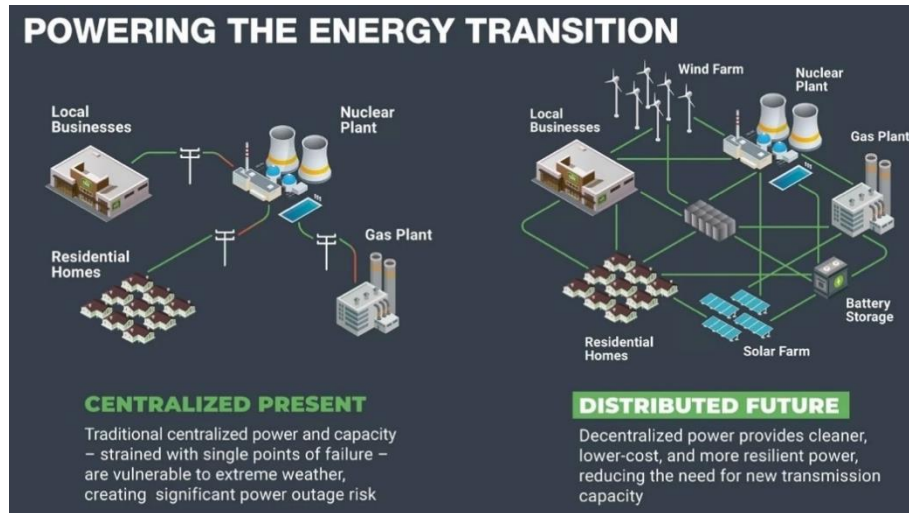 POWERING THE ENERGY TRANSITION
Local
Businesses
Nuclear
Plant
Residential
Homes
Gas Plant
CENTRALIZED PRESENT
Traditional centralized power and capacity
– strained with single points of failure –
are vulnerable to extreme weather,
creating significant power outage risk
Wind Farm
Nuclear
Plant
Local
Businesses
Gas Plant
Battery
Storage
Residential
Homes
Solar Farm
DISTRIBUTED FUTURE
Decentralized power provides cleaner,
lower-cost, and more resilient power,
reducing the need for new transmission
capacity